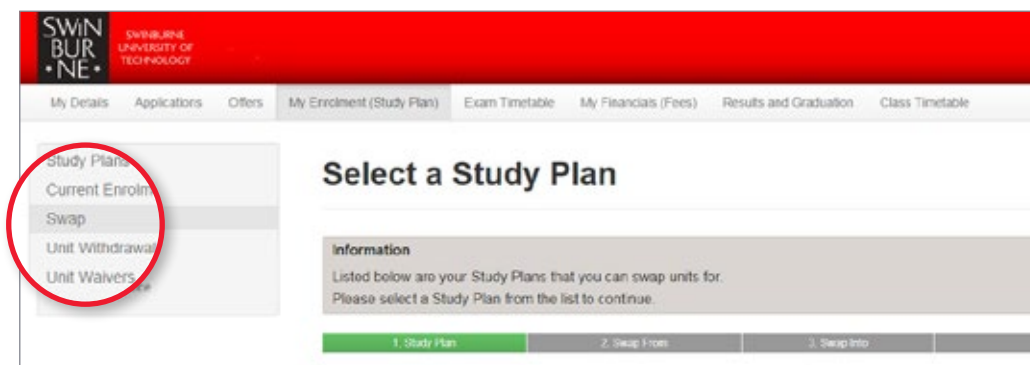 SWIN
BUR
•NE•
SWINBURNE
UNIVERSITY OF
TECHNOLOGY
My Details Applications Offers My Enrolment (Study Plan) Exam Timetable My Financials (Fees) Results and Graduation Class Timetable
Study Plans
Current Enrolm
Swap
Unit Withdrawal
Unit Waivers
Select a Study Plan
Information
Listed below are your Study Plans that you can swap units for.
Please select a Study Plan from the list to continue.
1. Study Plan 2. Swap From 3. Swap Into